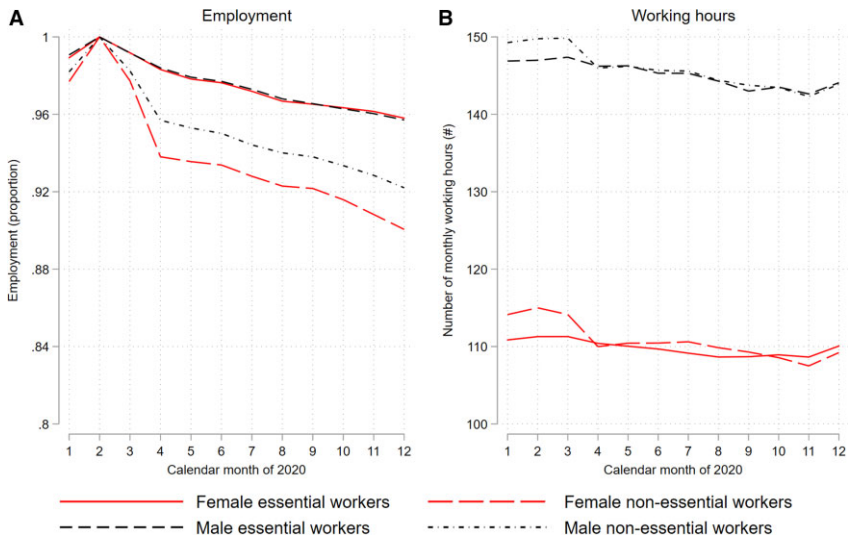 A
Employment
Employment (proportion)
1
.96
.92
.88
.84
.8
1 2 3 4 5 6 7 8 9 10 11 12
Calendar month of 2020
B
Working hours
Number of monthly working hours (#)
150
140
130
120
110
100
1 2 3 4 5 6 7 8 9 10 11 12
Calendar month of 2020
Female essential workers
Female non-essential workers
Male essential workers
Male non-essential workers